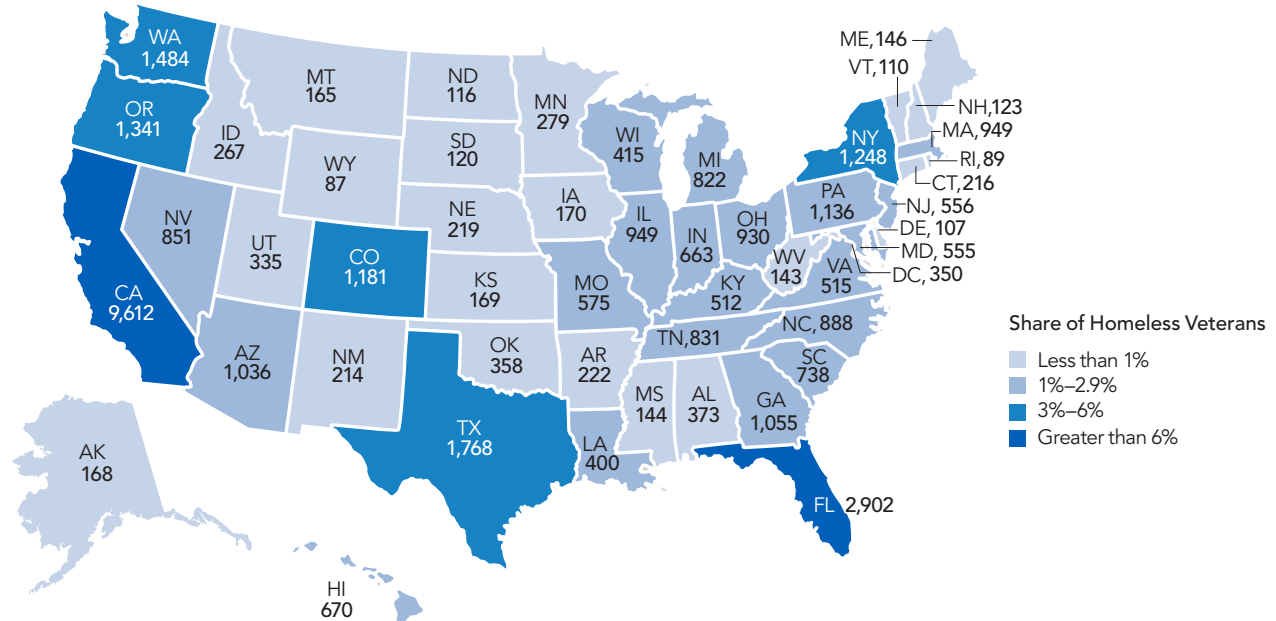 WA
1,484
OR
1,341
CA
9,612
ID
267
NV
851
MT
165
WY
87
UT
335
AZ
1,036
CO
1,181
NM
214
ND
116
SD
120
NE
219
KS
169
OK
358
TX
1,768
MN
279
IA
170
MO
575
AR
222
LA
400
WI
415
IL
949
MI
822
IN
663
OH
930
KY
512
TN,831
MS
144
AL
373
GA
1,055
FL 2,902
SC
738
NC, 888
VA
515
WV
143
PA
1,136
NY
1,248
ME,146
VT,110
NH,123
MA,949
RI,89
CT,216
NJ, 556
DE, 107
MD, 555
DC, 350
AK
168
HI
670
Share of Homeless Veterans
Less than 1%
1%–2.9%
3%–6%
Greater than 6%